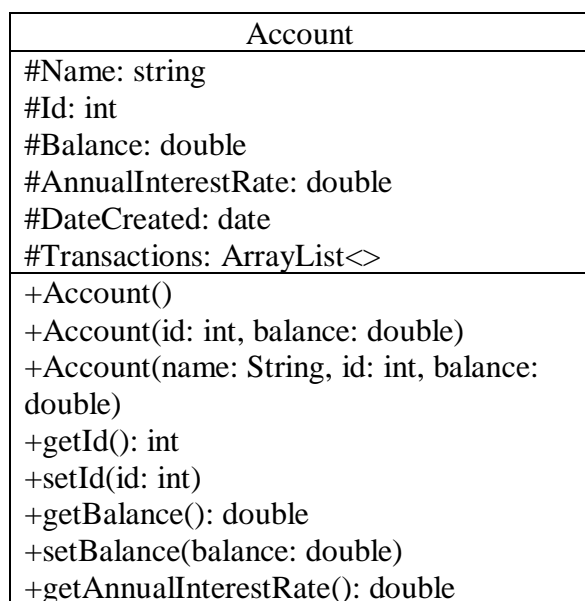 Account
#Name: string
#Id: int
#Balance: double
#AnnualInterestRate: double
#DateCreated: date
#Transactions: ArrayList<>
+Account()
+Account(id: int, balance: double)
+Account(name: String, id: int, balance:
double)
+getId(): int
+setId(id: int)
+getBalance(): double
+setBalance(balance: double)
+getAnnualInterestRate(): double